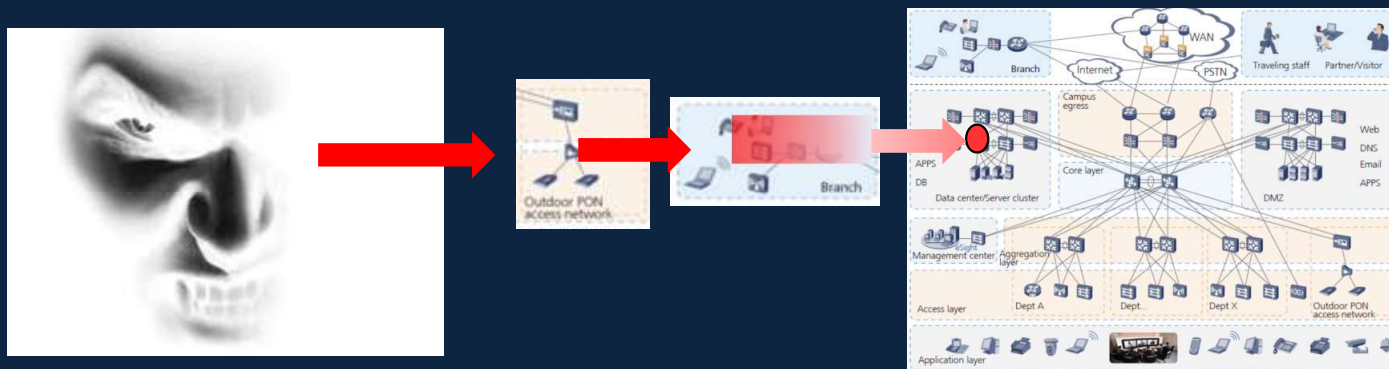 Outdoor PON
access network
Branch
WAN
Branch
Internet
PSTN
Traveling staff
Partner/Visitor
Campus
egress
APPS
DB
Data center/Server cluster
Core layer
Web
DNS
Email
APPS
DMZ
eSight
Management center
Aggregation
layer
Access layer
Dept A
Dept...
Dept X
Outdoor PON
access network
Application layer